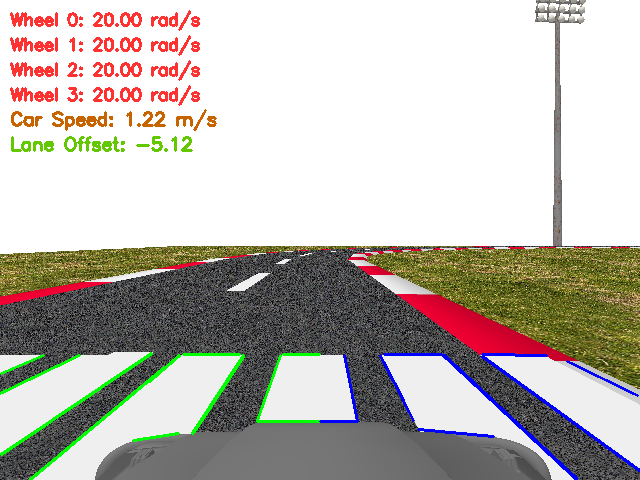 Wheel 0: 20.00 rad/s
Wheel 1: 20.00 rad/s
Wheel 2: 20.00 rad/s
Wheel 3: 20.00 rad/s
Car Speed: 1.22 m/s
Lane Offset: -5.12